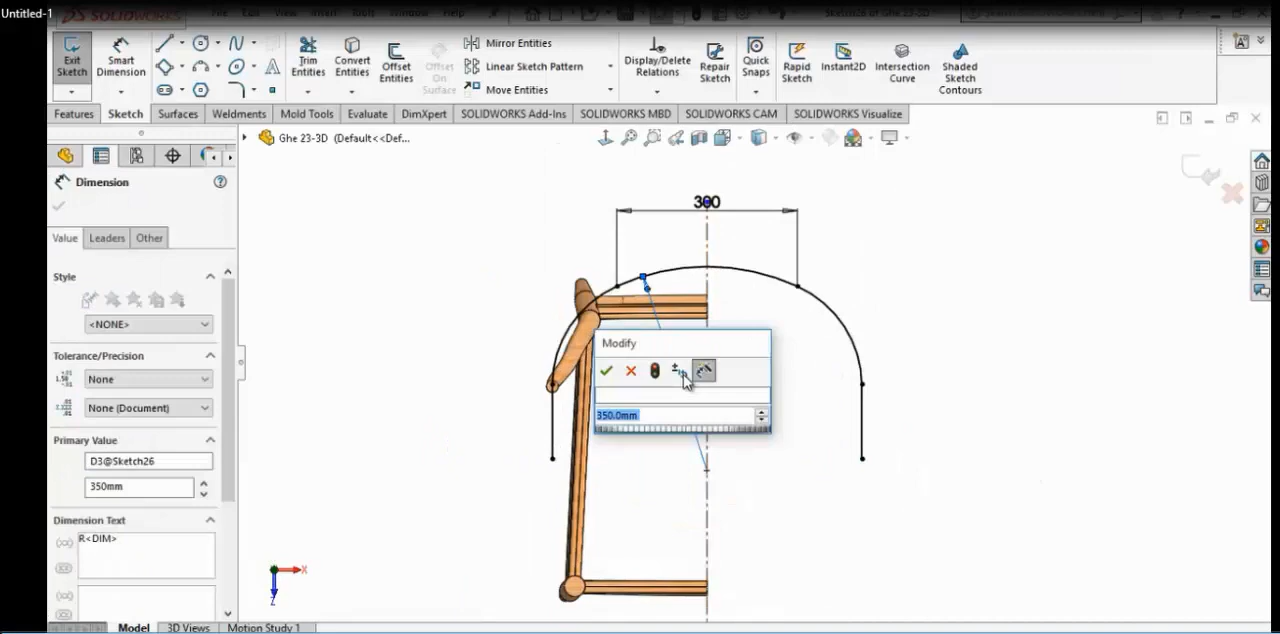 Untitled-1
SOLIDWORKS
Exit Sketch
Smart Dimension
Trim Entities
Convert Entities
Offset Entities
Offset On Surface
Mirror Entities
Linear Sketch Pattern
Move Entities
Display/Delete Relations
Repair Sketch
Quick Snaps
Rapid Sketch
Instant2D
Intersection Curve
Shaded Sketch Contours
Features
Sketch
Surfaces
Weldments
Mold Tools
Evaluate
DimXpert
SOLIDWORKS Add-Ins
SOLIDWORKS MBD
SOLIDWORKS CAM
SOLIDWORKS Visualize
Ghe 23-3D (Default<<Def...
Dimension
Value
Leaders
Other
Style
<NONE>
Tolerance/Precision
None
None (Document)
Primary Value
D3@Sketch26
350mm
Dimension Text
R<DIM>
300
Modify
350.0mm
X
Z
Model
3D Views
Motion Study 1